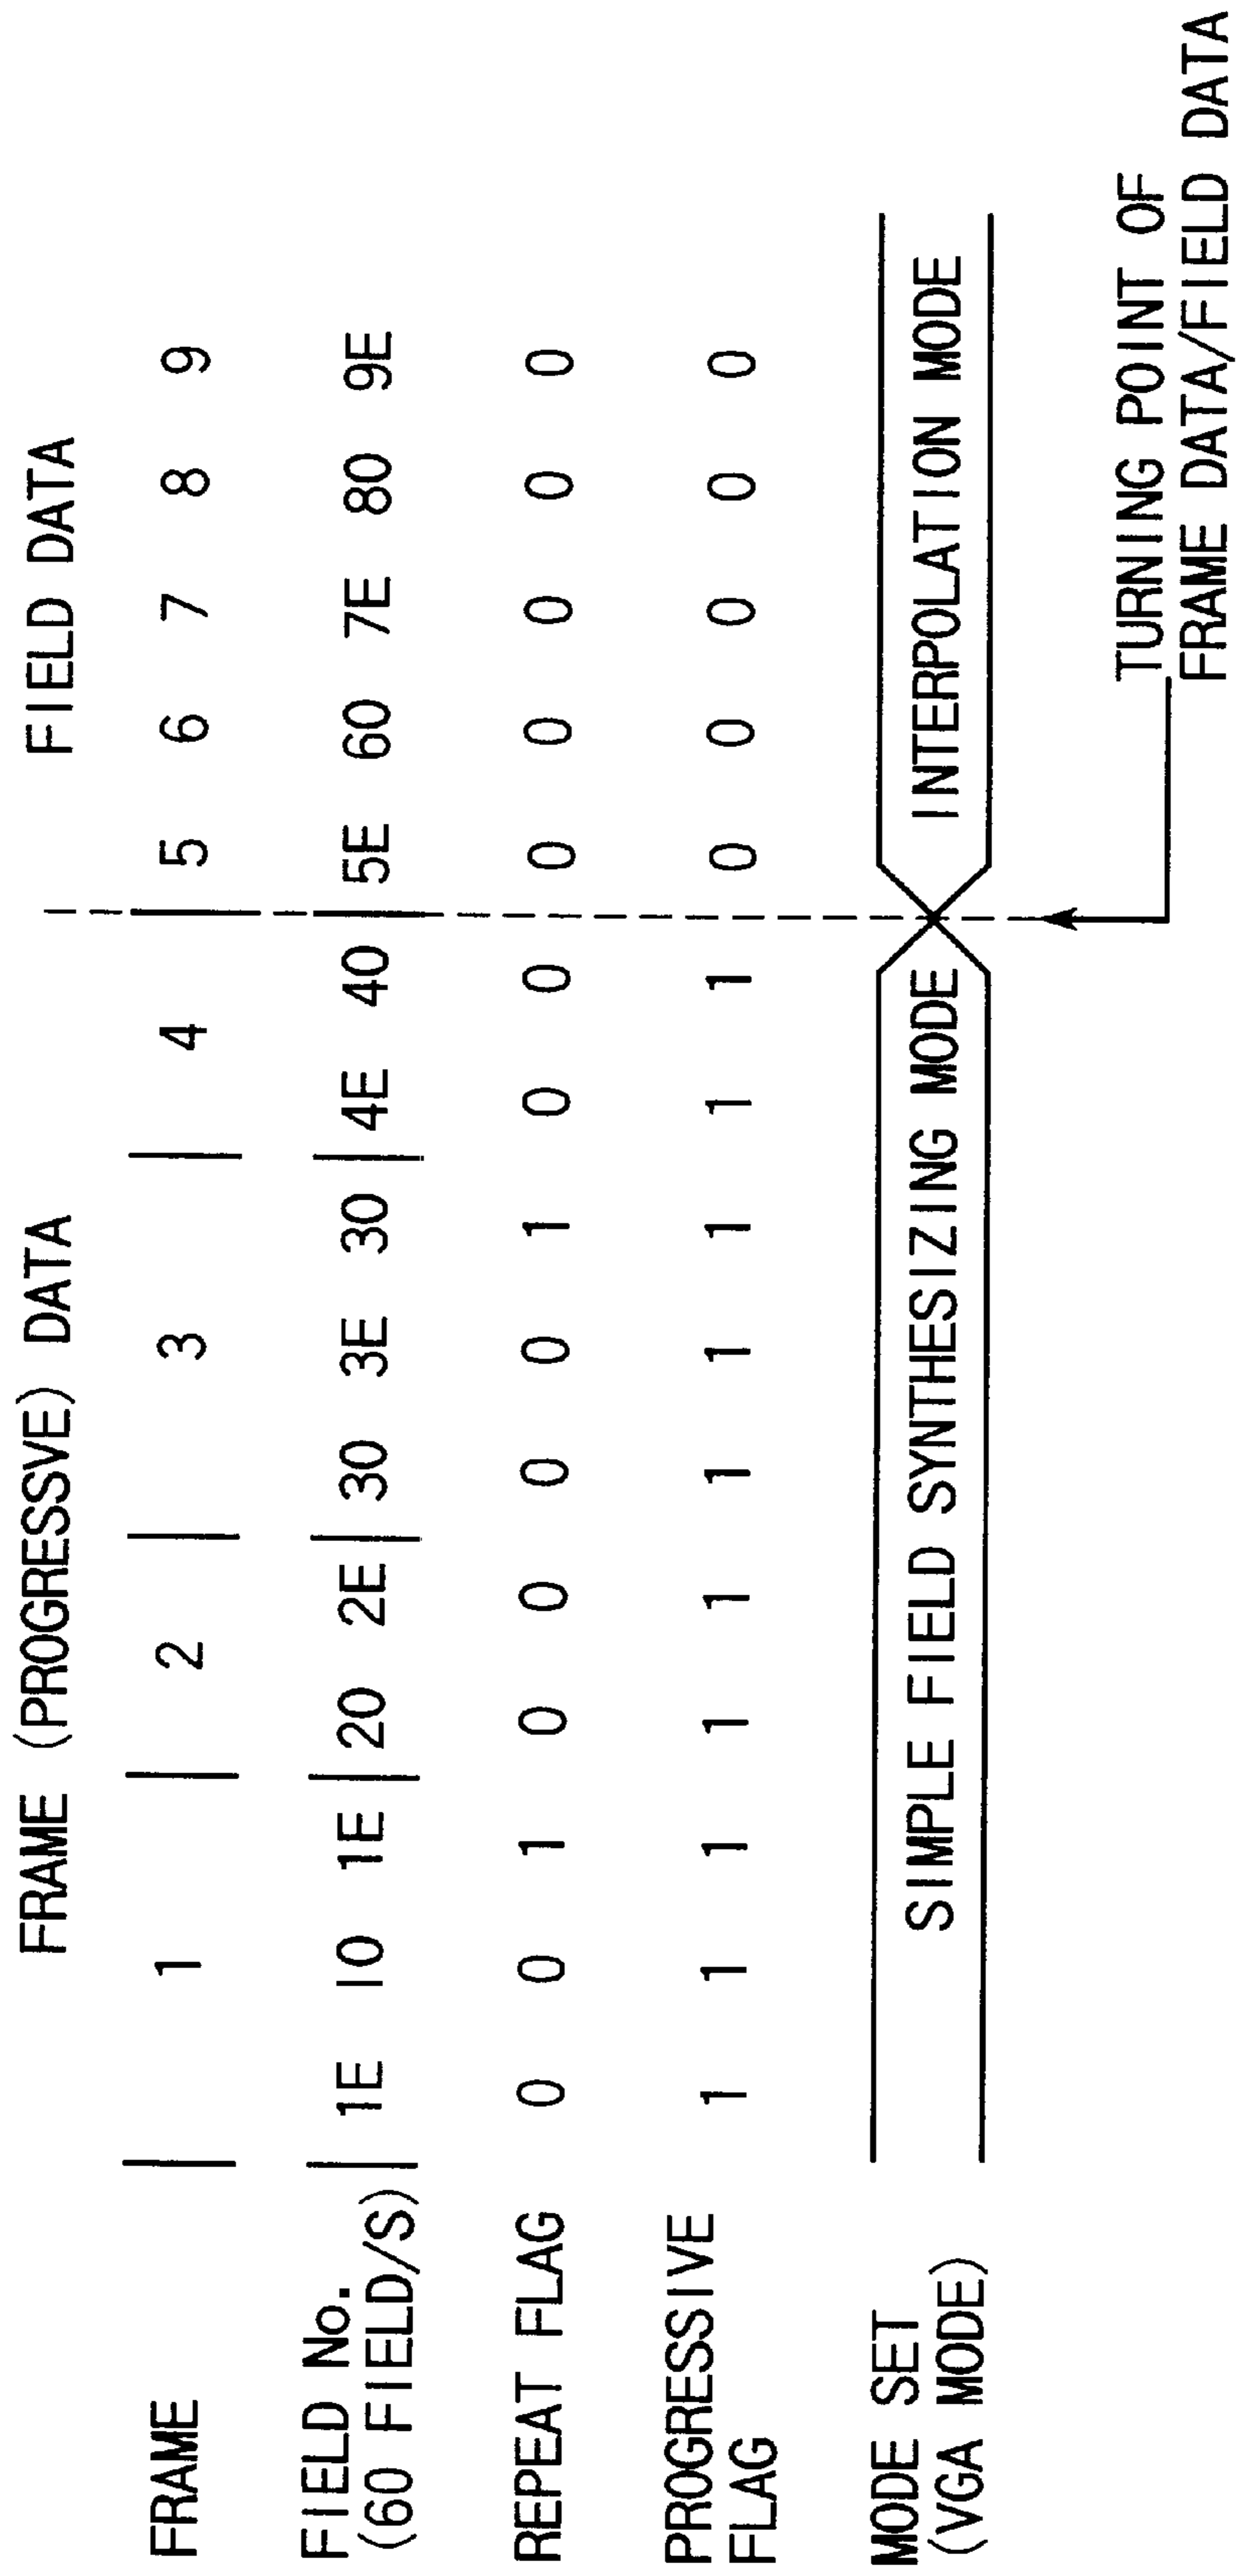 FRAME (PROGRESSVE) DATA FIELD DATA
FRAME 1 2 3 4 5 6 7 8 9
FIELD No. 1E 1O 1E 2O 2E 3O 3E 3O 4E 4O 5E 6O 7E 8O 9E
(60 FIELD/S)
REPEAT FLAG 0 0 1 0 0 0 0 1 0 0 0 0 0 0 0
PROGRESSIVE 1 1 1 1 1 1 1 1 1 1 0 0 0 0 0
FLAG
MODE SET SIMPLE FIELD SYNTHESIZING MODE INTERPOLATION MODE
(VGA MODE)
TURNING POINT OF
FRAME DATA/FIELD DATA